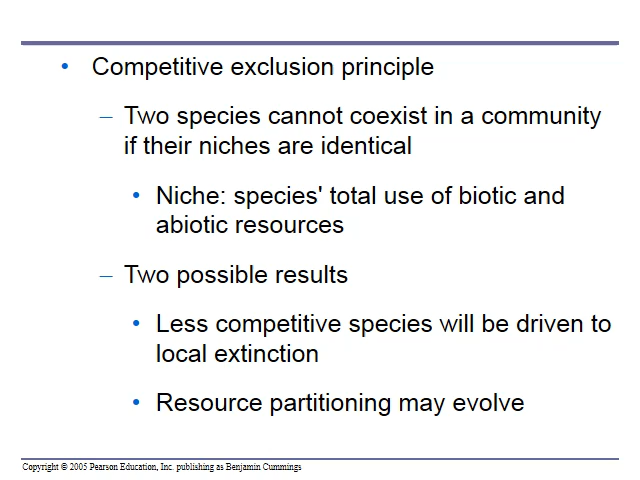 • Competitive exclusion principle
– Two species cannot coexist in a community
if their niches are identical
• Niche: species' total use of biotic and
abiotic resources
– Two possible results
• Less competitive species will be driven to
local extinction
• Resource partitioning may evolve
Copyright © 2005 Pearson Education, Inc. publishing as Benjamin Cummings